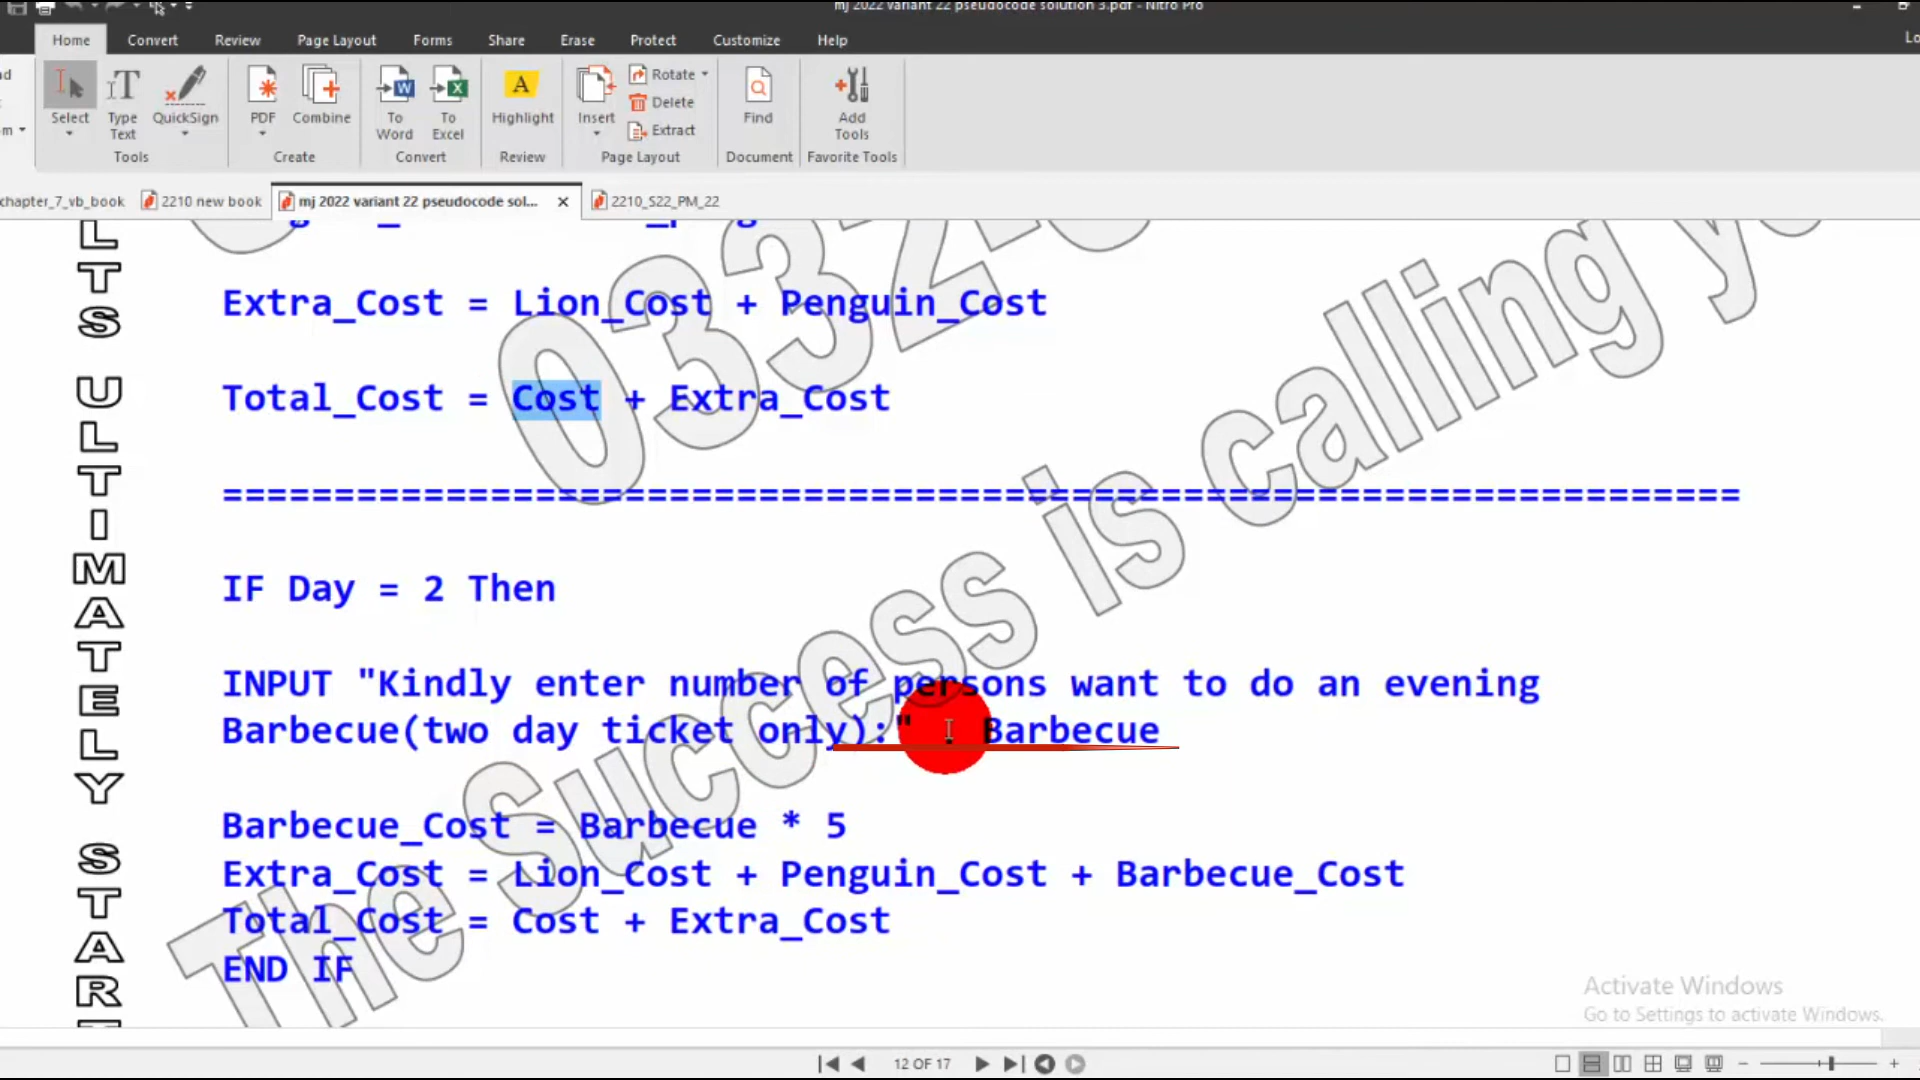 mj 2022 variant 22 pseudocode solution 3.pdf - Nitro Pro
Home Convert Review Page Layout Forms Share Erase Protect Customize Help
Select Type Text QuickSign PDF Combine To Word To Excel Highlight Insert Rotate Delete Extract Find Add Tools
Tools Create Convert Review Page Layout Document Favorite Tools
chapter_7_vb_book 2210 new book mj 2022 variant 22 pseudocode sol... 2210_S22_PM_22
LTS ULTIMATELY STAR
Extra_Cost = Lion_Cost + Penguin_Cost
Total_Cost = Cost + Extra_Cost
====================================================================
IF Day = 2 Then
INPUT "Kindly enter number of persons want to do an evening
Barbecue(two day ticket only):" , Barbecue
Barbecue_Cost = Barbecue * 5
Extra_Cost = Lion_Cost + Penguin_Cost + Barbecue_Cost
Total_Cost = Cost + Extra_Cost
END IF
The Success is calling
Activate Windows
Go to Settings to activate Windows.
12 OF 17